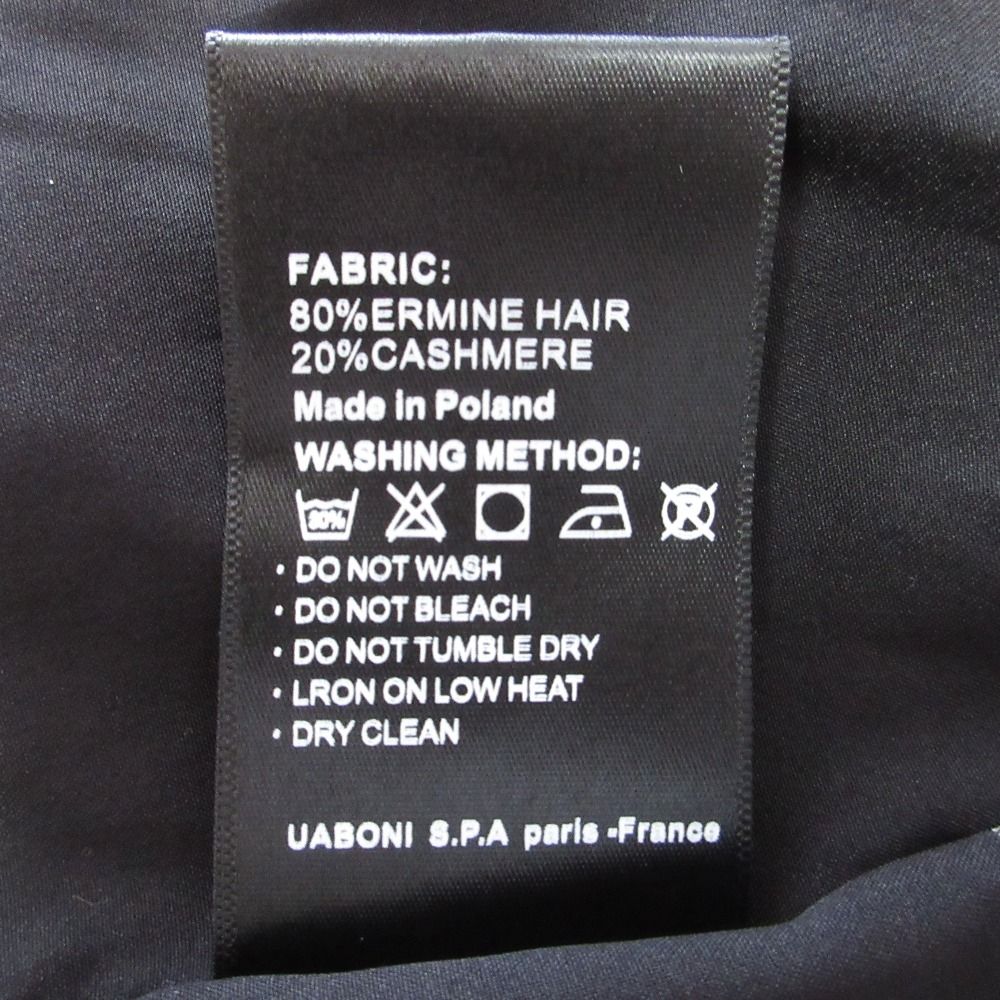 FABRIC:
80%ERMINE HAIR
20%CASHMERE
Made in Poland
WASHING METHOD:
30% R
• DO NOT WASH
• DO NOT BLEACH
• DO NOT TUMBLE DRY
• LRON ON LOW HEAT
• DRY CLEAN
UABONI S.P.A paris -France